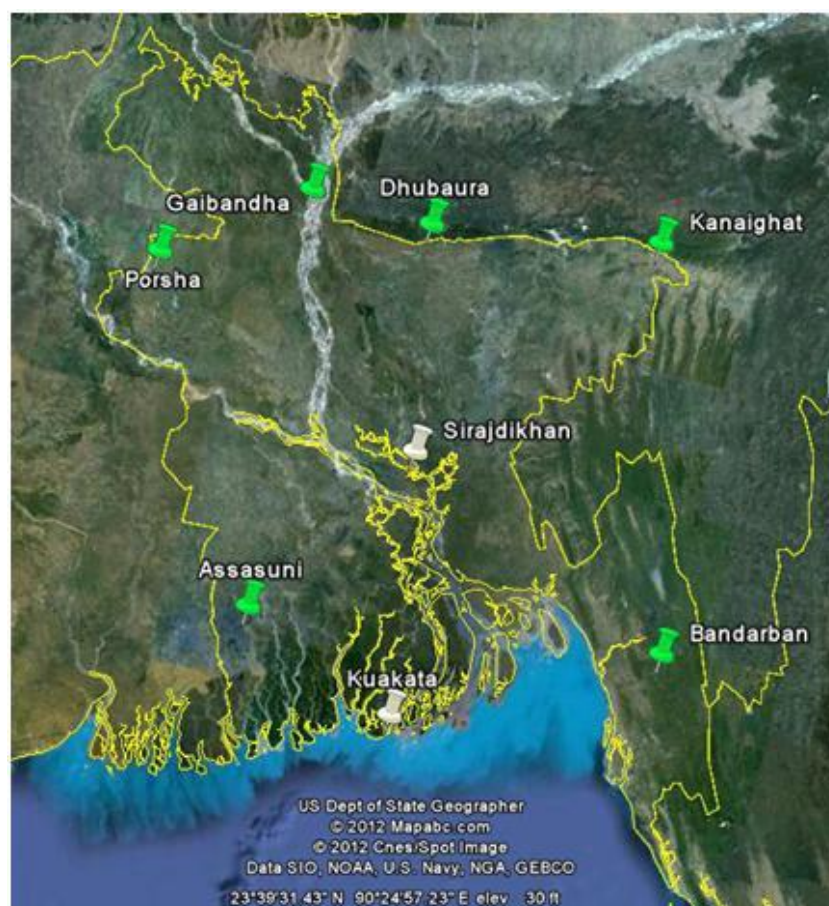 Dhubaura
Gaibandha
Kanaighat
Porsha
Sirajdikhan
Assasuni
Bandarban
Kuakata
US Dept of State Geographer
© 2012 Mapabc.com
© 2012 Cnes/Spot Image
Data SIO, NOAA, U.S. Navy, NGA, GEBCO
23°39'31.43" N 90°24'57.23" E elev 30 ft